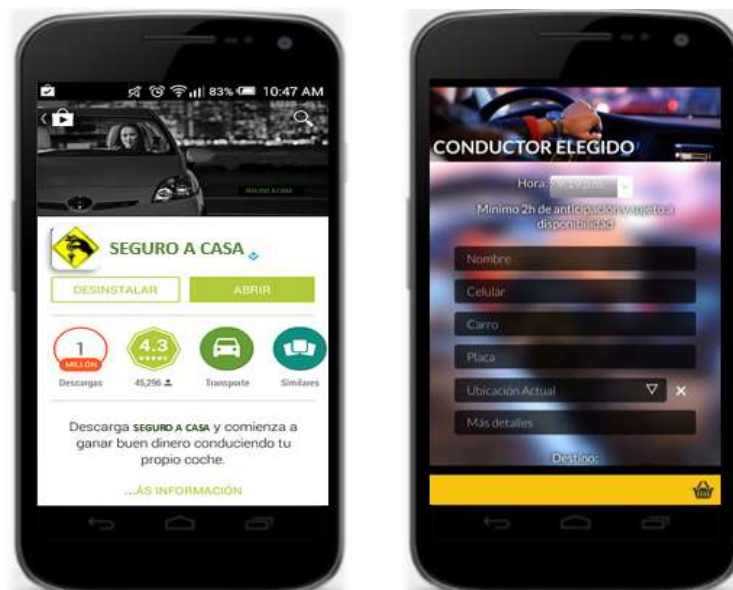 83% 10:47 AM
SEGURO A CASA
SEGURO A CASA
DESINSTALAR ABRIR
1 MILLÓN
4.3
Descargas 45,296 Transporte Similares
Descarga SEGURO A CASA y comienza a
ganar buen dinero conduciendo tu
propio coche.
...ÁS INFORMACIÓN
CONDUCTOR ELEGIDO
Hora:
Mínimo 2h de anticipación y sujeto a
disponibilidad
Nombre
Celular
Carro
Placa
Ubicación Actual
Más detalles
Destino: